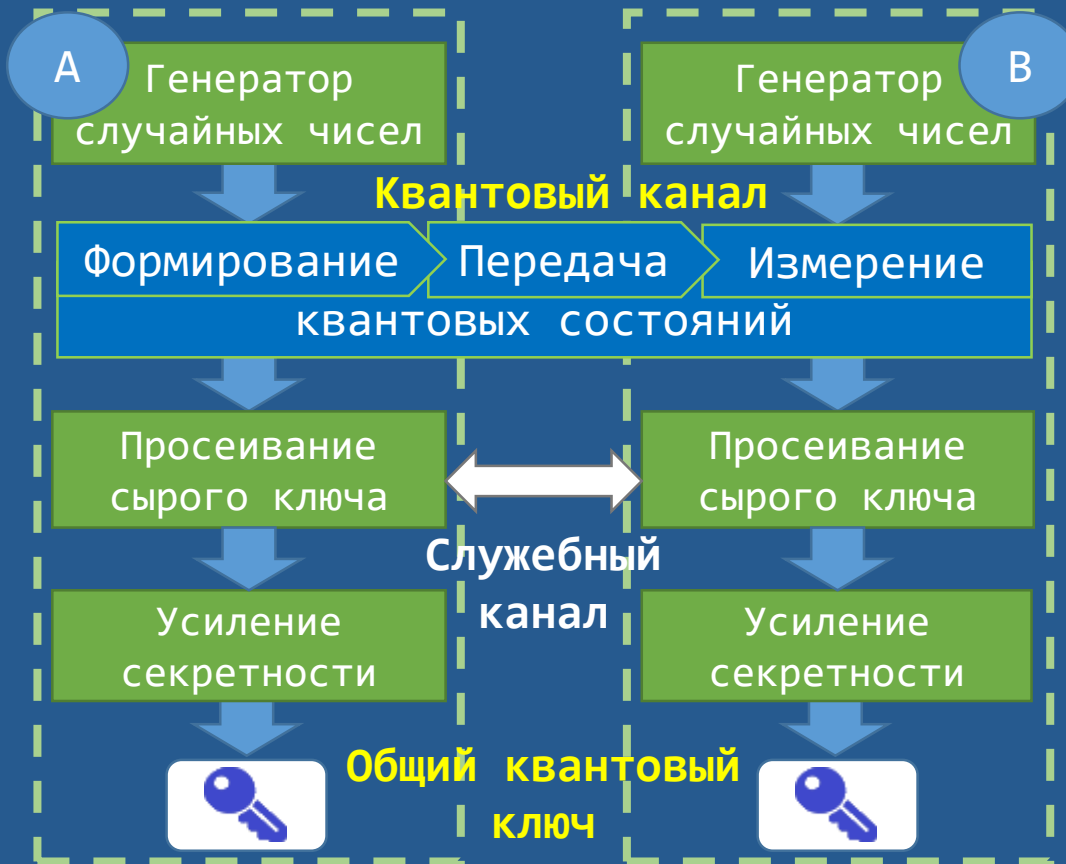 A
Генератор
случайных чисел
Генератор
случайных чисел
B
Квантовый канал
Формирование
Передача
Измерение
квантовых состояний
Просеивание
сырого ключа
Просеивание
сырого ключа
Служебный
канал
Усиление
секретности
Усиление
секретности
Общий квантовый
ключ